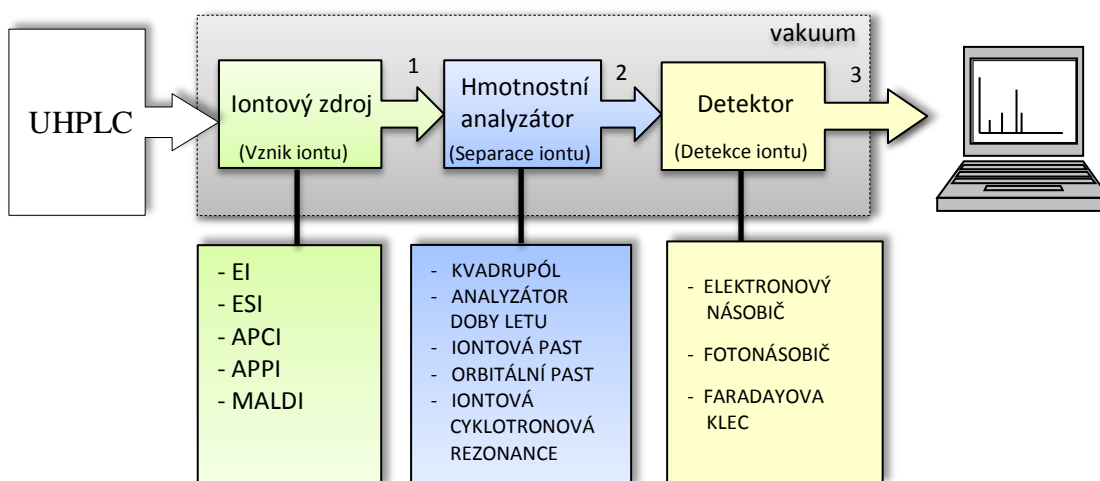 vakuum
UHPLC
Iontový zdroj
(Vznik iontu)
1
Hmotnostní
analyzátor
(Separace iontu)
2
Detektor
(Detekce iontu)
3
- EI
- ESI
- APCI
- APPI
- MALDI
- KVADRUPÓL
- ANALYZÁTOR
DOBY LETU
- IONTOVÁ PAST
- ORBITÁLNÍ PAST
- IONTOVÁ
CYKLOTRONOVÁ
REZONANCE
- ELEKTRONOVÝ
NÁSOBIČ
- FOTONÁSOBIČ
- FARADAYOVA
KLEC